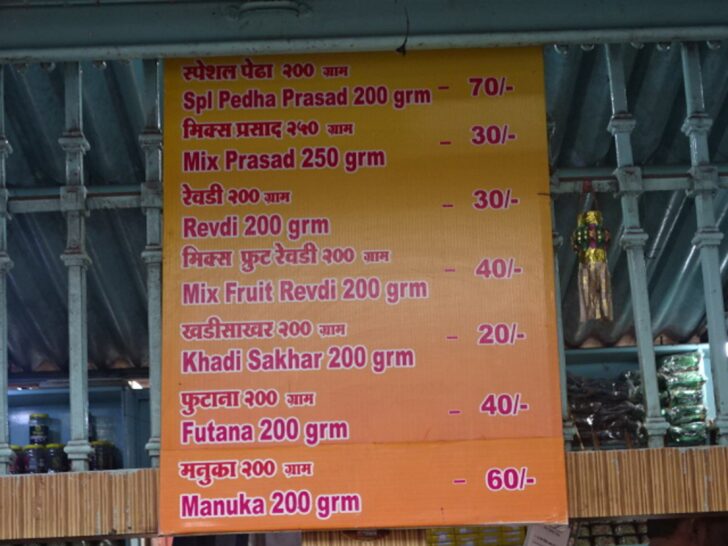 स्पेशल पेढा २०० ग्राम
Spl Pedha Prasad 200 grm - 70/-
मिक्स प्रसाद २५० ग्राम
Mix Prasad 250 grm - 30/-
रेवडी २०० ग्राम
Revdi 200 grm - 30/-
मिक्स फ्रुट रेवडी २०० ग्राम
Mix Fruit Revdi 200 grm - 40/-
खडीसाखर २०० ग्राम
Khadi Sakhar 200 grm - 20/-
फुटाना २०० ग्राम
Futana 200 grm - 40/-
मनुका २०० ग्राम
Manuka 200 grm - 60/-